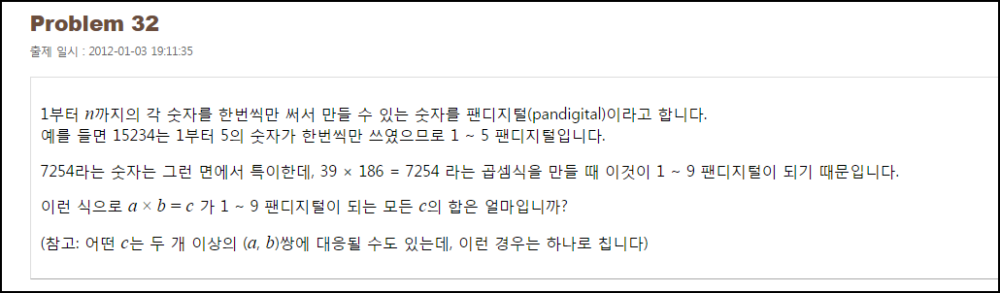 Problem 32
출제 일시 : 2012-01-03 19:11:35
1부터 n까지의 각 숫자를 한번씩만 써서 만들 수 있는 숫자를 팬디지털(pandigital)이라고 합니다.
예를 들면 15234는 1부터 5의 숫자가 한번씩만 쓰였으므로 1 ~ 5 팬디지털입니다.
7254라는 숫자는 그런 면에서 특이한데, 39 × 186 = 7254 라는 곱셈식을 만들 때 이것이 1 ~ 9 팬디지털이 되기 때문입니다.
이런 식으로 a × b = c 가 1 ~ 9 팬디지털이 되는 모든 c의 합은 얼마입니까?
(참고: 어떤 c는 두 개 이상의 (a, b)쌍에 대응될 수도 있는데, 이런 경우는 하나로 칩니다)